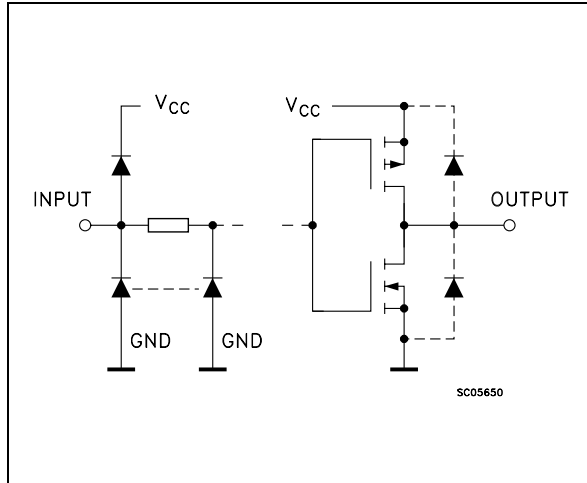 VCC
VCC
INPUT
OUTPUT
GND
GND
SC05650